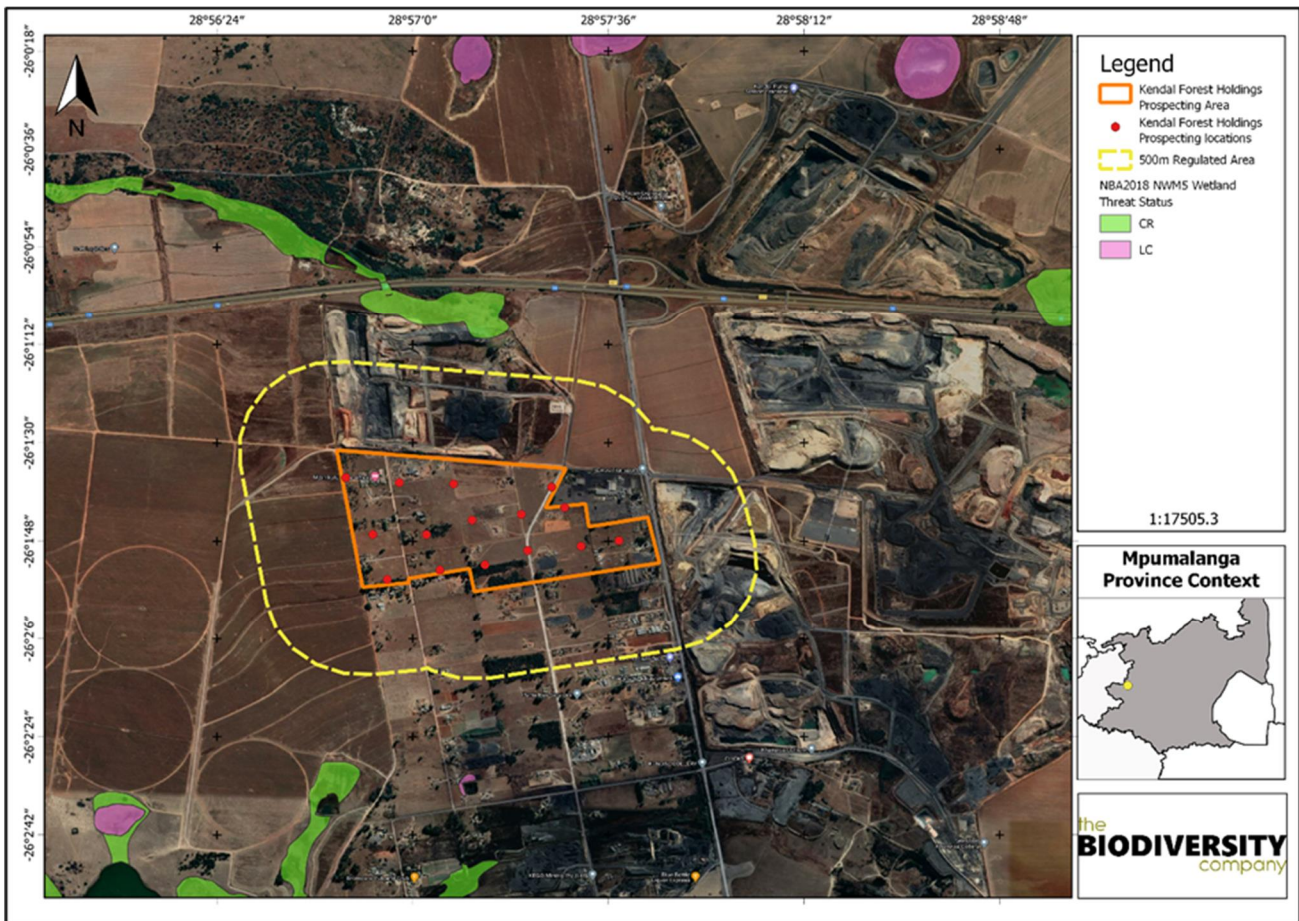 28°56'24" 28°57'0" 28°57'36" 28°58'12" 28°58'48"
-26°0'18"
-26°0'36"
-26°0'54"
-26°1'12"
-26°1'30"
-26°1'48"
-26°2'6"
-26°2'24"
-26°2'42"
N
Legend
Kendal Forest Holdings
Prospecting Area
Kendal Forest Holdings
Prospecting locations
500m Regulated Area
NBA2018 NWM5 Wetland
Threat Status
CR
LC
1:17505.3
Mpumalanga
Province Context
the
BIODIVERSITY
company